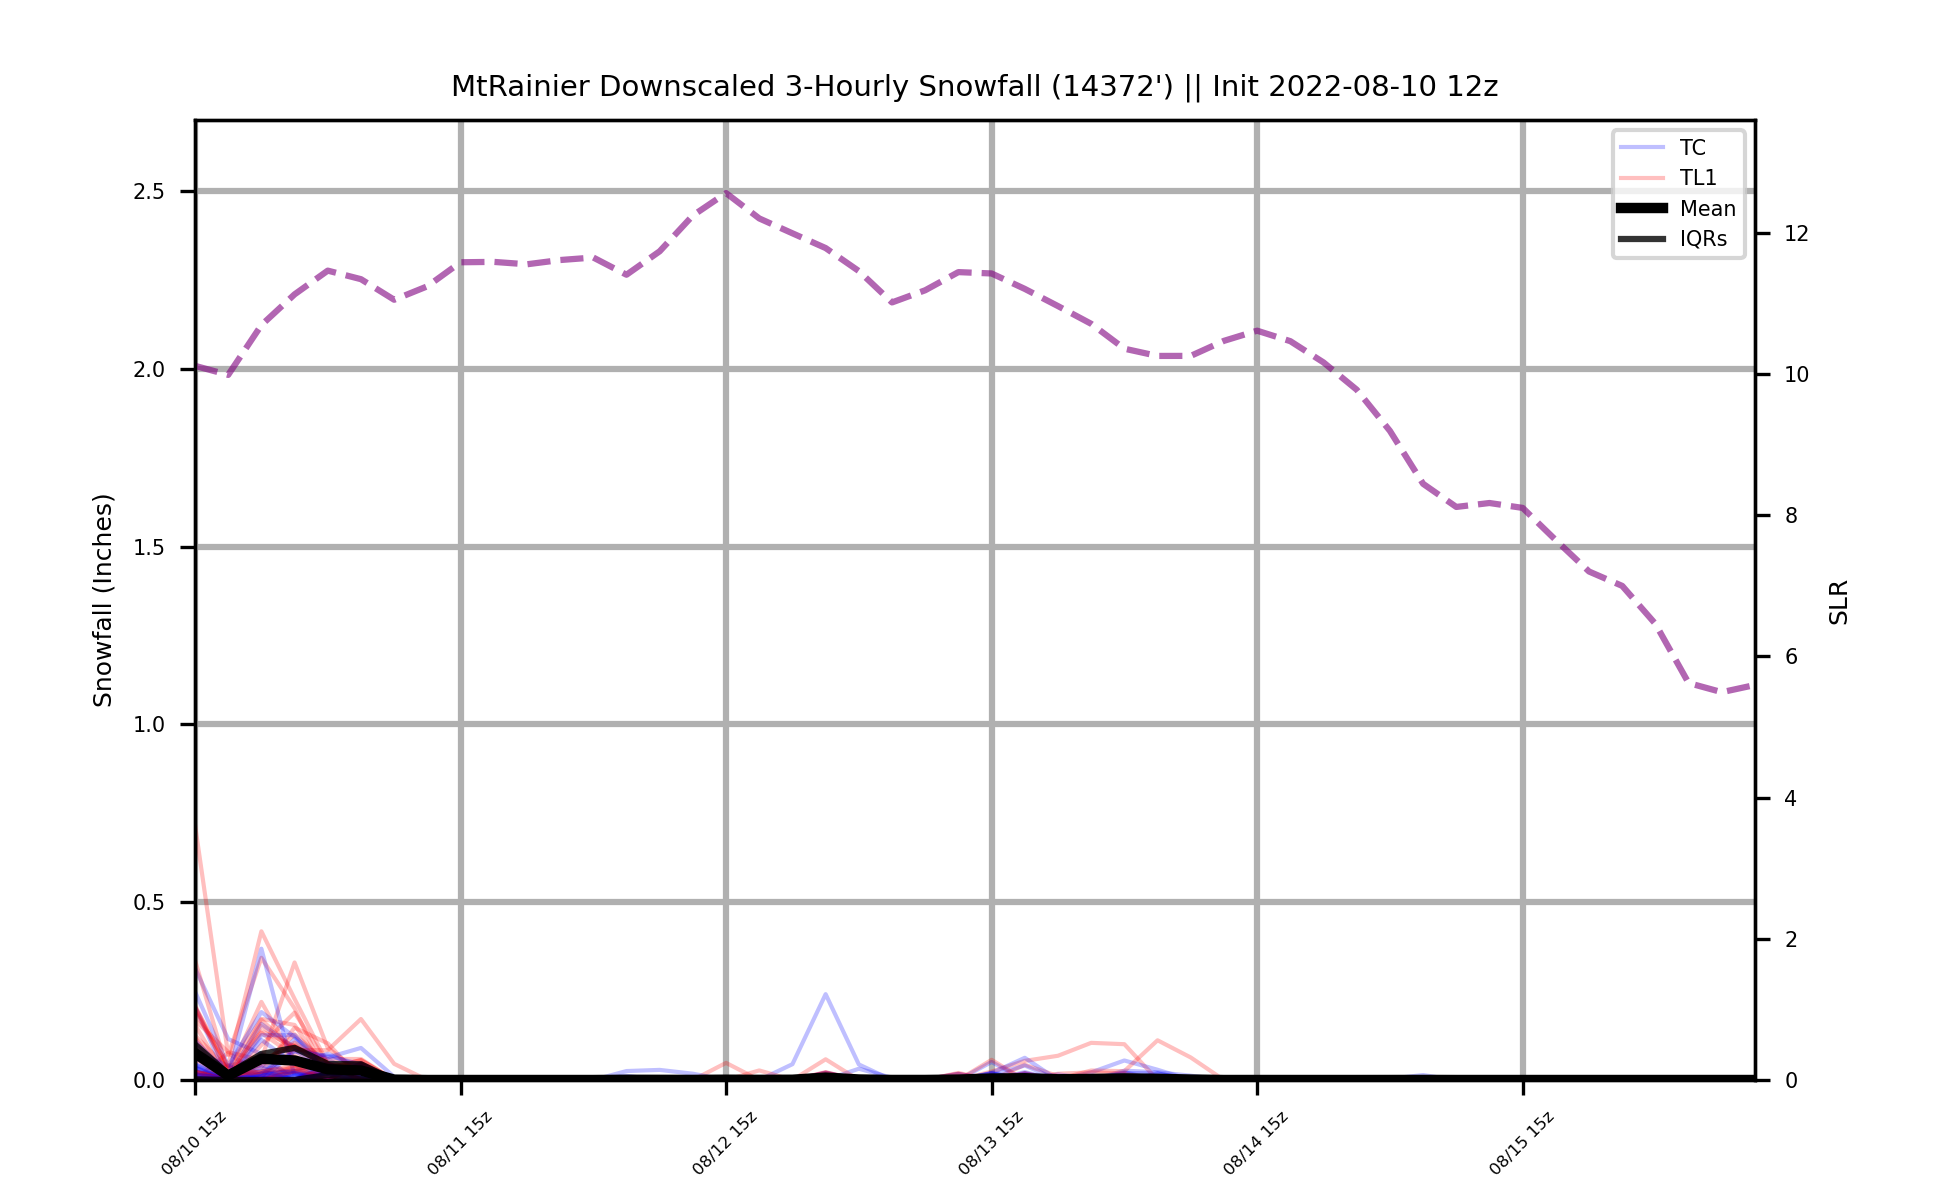 MtRainier Downscaled 3-Hourly Snowfall (14372') || Init 2022-08-10 12z
TC
TL1
Mean
IQRs
Snowfall (Inches)
2.5
2.0
1.5
1.0
0.5
0.0
12
10
8
6
4
2
0
SLR
08/10 15z
08/11 15z
08/12 15z
08/13 15z
08/14 15z
08/15 15z